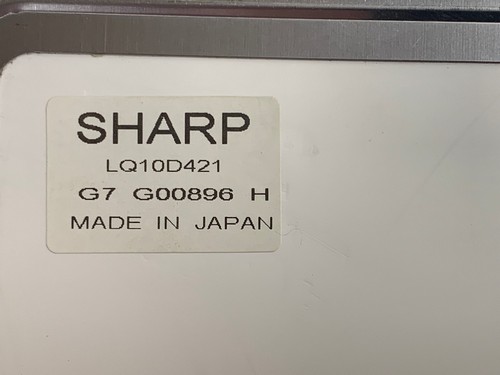 SHARP
LQ10D421
G7 G00896 H
MADE IN JAPAN